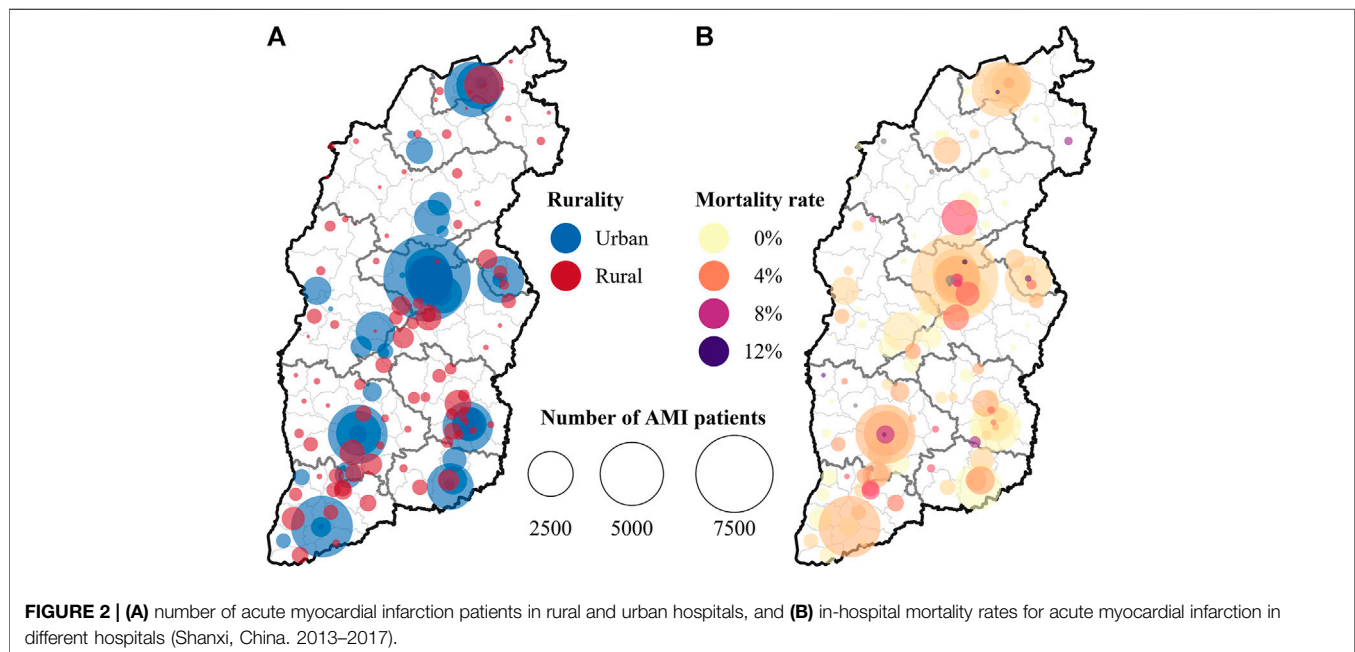 A
B
Rurality
Urban
Rural
Mortality rate
0%
4%
8%
12%
Number of AMI patients
2500
5000
7500
FIGURE 2 | (A) number of acute myocardial infarction patients in rural and urban hospitals, and (B) in-hospital mortality rates for acute myocardial infarction in
different hospitals (Shanxi, China. 2013–2017).